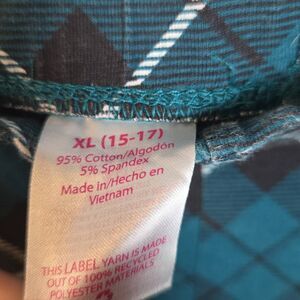 XL (15-17)
95% Cotton/Algodón
5% Spandex
Made in/Hecho en
Vietnam
THIS LABEL YARN IS MADE
OUT OF 100% RECYCLED
POLYESTER MATERIALS